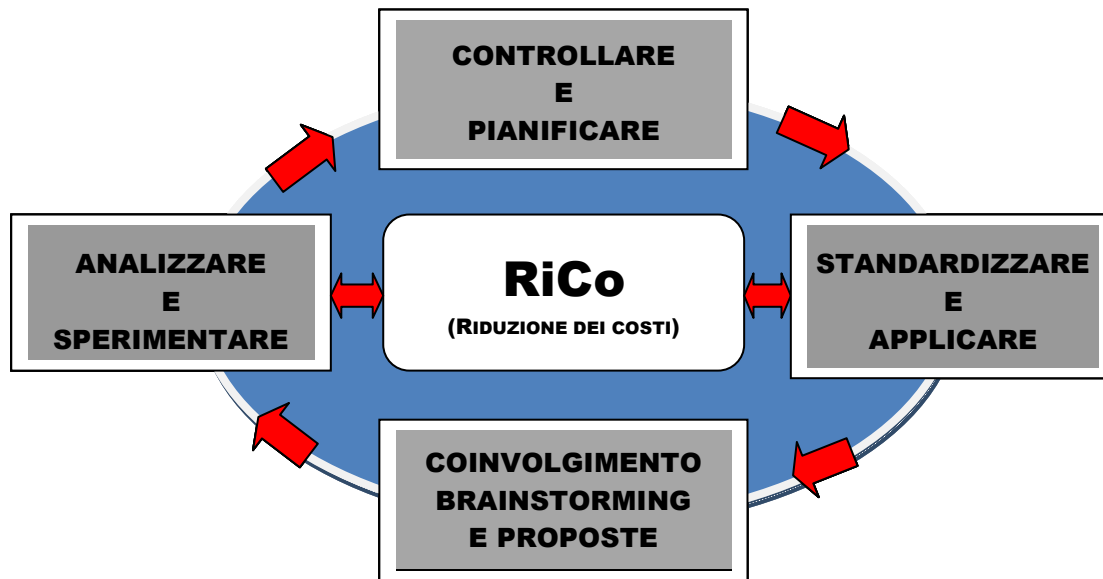 CONTROLLARE
E
PIANIFICARE
ANALIZZARE
E
SPERIMENTARE
RiCo
(RIDUZIONE DEI COSTI)
STANDARDIZZARE
E
APPLICARE
COINVOLGIMENTO
BRAINSTORMING
E PROPOSTE